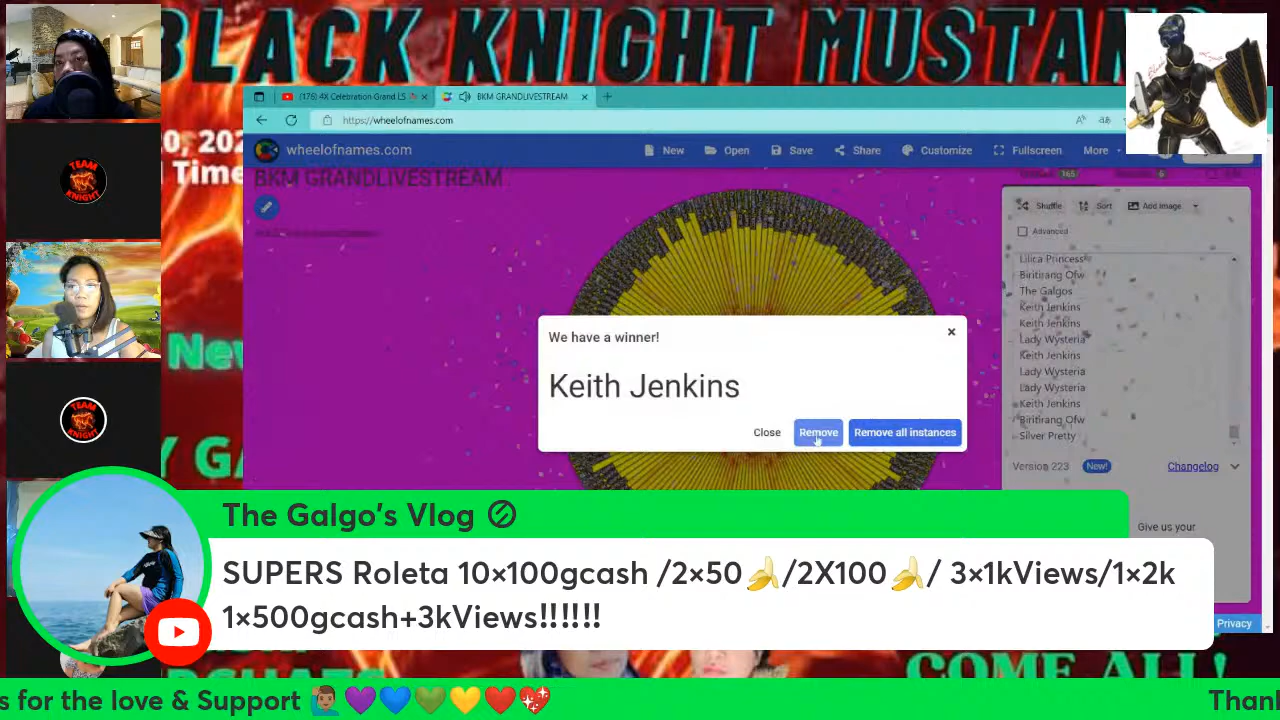 BLACK KNIGHT MUSTANG
(176) 4X Celebration Grand LS
BKM GRANDLIVESTREAM
https://wheelofnames.com
wheelofnames.com
New
Open
Save
Share
Customize
Fullscreen
More
BKM GRANDLIVESTREAM
165
Shuffle
Sort
Add image
Advanced
Lilica Princess
Biritirang Ofw
The Galgos
Keith Jenkins
Keith Jenkins
Lady Wysteria
Keith Jenkins
Lady Wysteria
Lady Wysteria
Keith Jenkins
Biritirang Ofw
Silver Pretty
Version 223
New!
Changelog
Give us your
Privacy
We have a winner!
Keith Jenkins
Close
Remove
Remove all instances
TEAM
KNIGHT
TEAM
KNIGHT
0, 202
Time
The Galgo's Vlog
SUPERS Roleta 10×100gcash /2×50🍌/2X100🍌/ 3×1kViews/1×2k
1×500gcash+3kViews!!!!!!
COME ALL!
s for the love & Support 🙋🏽‍♂️💜💙💚💛❤️💖
Thank